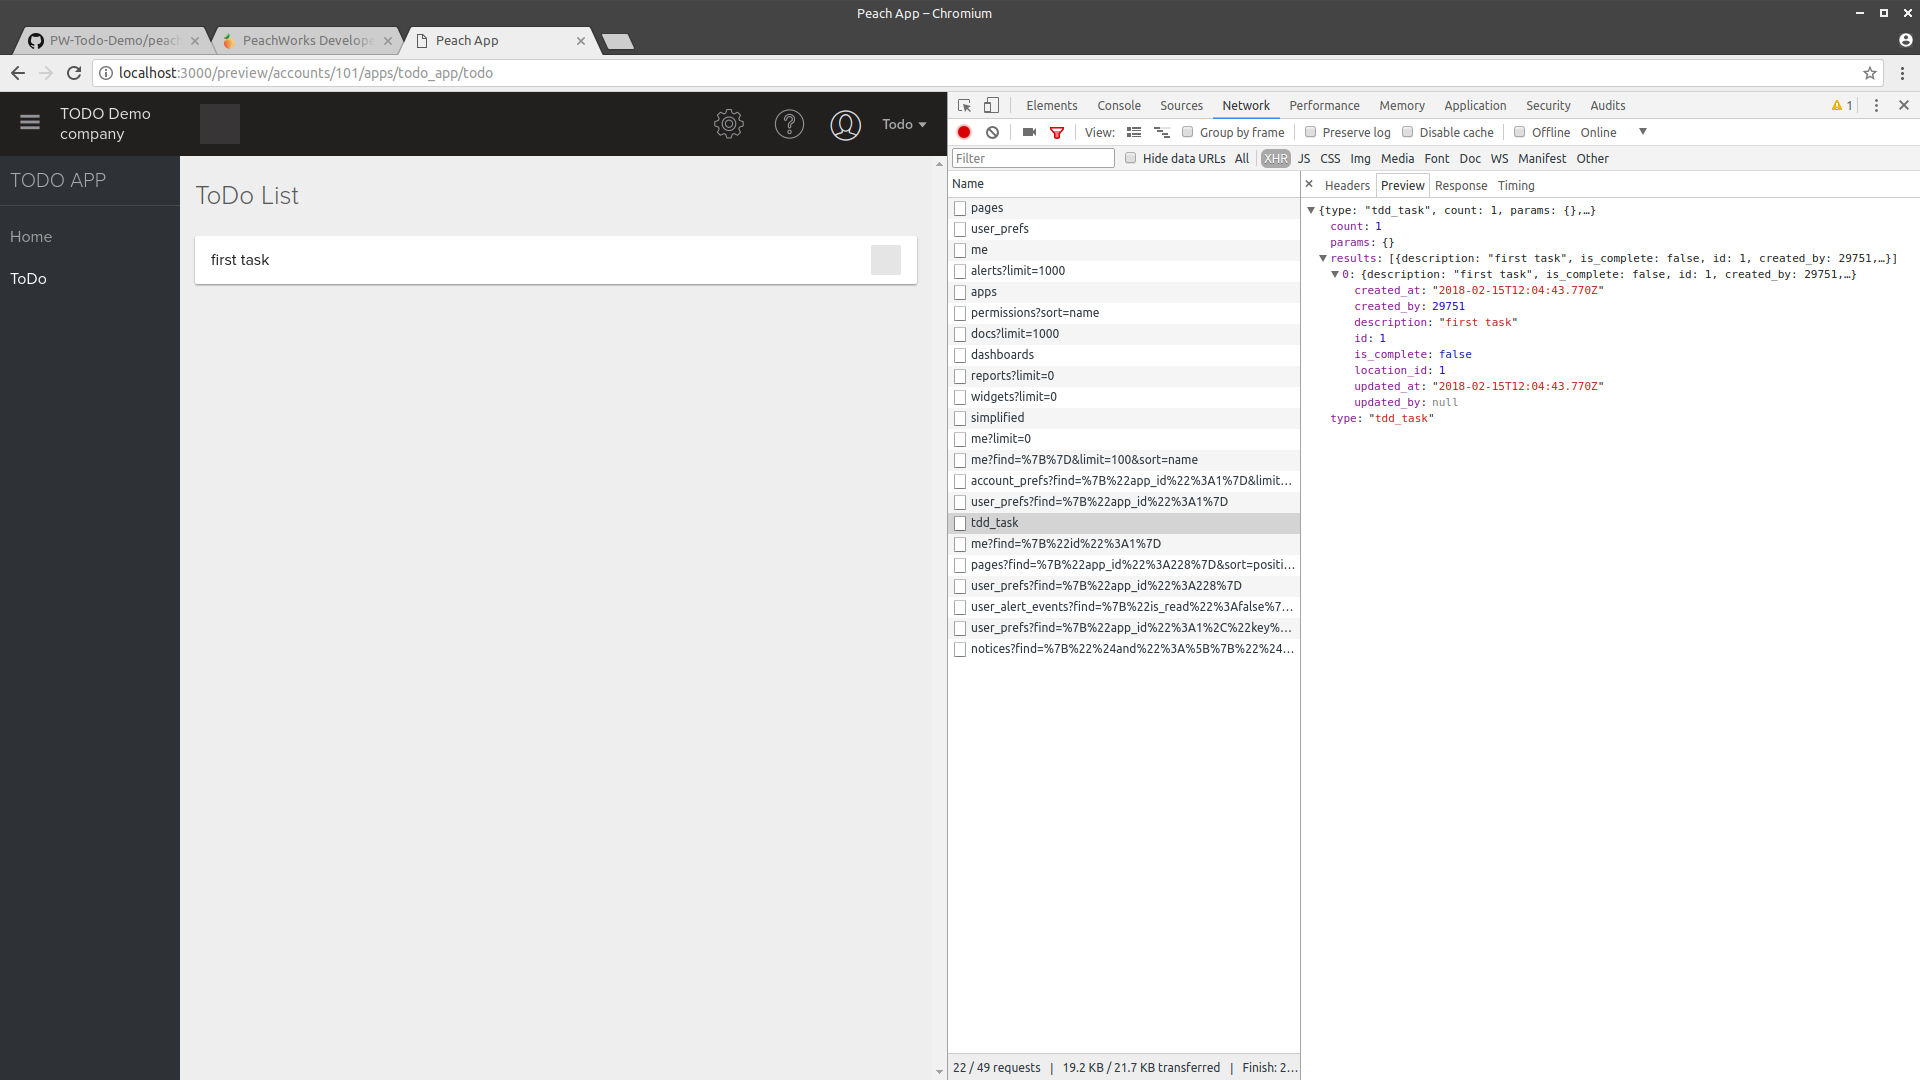 Peach App – Chromium
PW-Todo-Demo/peach
PeachWorks Develope
Peach App
localhost:3000/preview/accounts/101/apps/todo_app/todo
TODO Demo
company
Todo
TODO APP
Home
ToDo
ToDo List
first task
Elements Console Sources Network Performance Memory Application Security Audits 1
View: Group by frame Preserve log Disable cache Offline Online
Filter Hide data URLs All XHR JS CSS Img Media Font Doc WS Manifest Other
Name
pages
user_prefs
me
alerts?limit=1000
apps
permissions?sort=name
docs?limit=1000
dashboards
reports?limit=0
widgets?limit=0
simplified
me?limit=0
me?find=%7B%7D&limit=100&sort=name
account_prefs?find=%7B%22app_id%22%3A1%7D&limit…
user_prefs?find=%7B%22app_id%22%3A1%7D
tdd_task
me?find=%7B%22id%22%3A1%7D
pages?find=%7B%22app_id%22%3A228%7D&sort=positi…
user_prefs?find=%7B%22app_id%22%3A228%7D
user_alert_events?find=%7B%22is_read%22%3Afalse%7…
user_prefs?find=%7B%22app_id%22%3A1%2C%22key%…
notices?find=%7B%22%24and%22%3A%5B%7B%22%24…
22 / 49 requests | 19.2 KB / 21.7 KB transferred | Finish: 2…
Headers Preview Response Timing
{type: "tdd_task", count: 1, params: {},…}
count: 1
params: {}
results: [{description: "first task", is_complete: false, id: 1, created_by: 29751,…}]
0: {description: "first task", is_complete: false, id: 1, created_by: 29751,…}
created_at: "2018-02-15T12:04:43.770Z"
created_by: 29751
description: "first task"
id: 1
is_complete: false
location_id: 1
updated_at: "2018-02-15T12:04:43.770Z"
updated_by: null
type: "tdd_task"